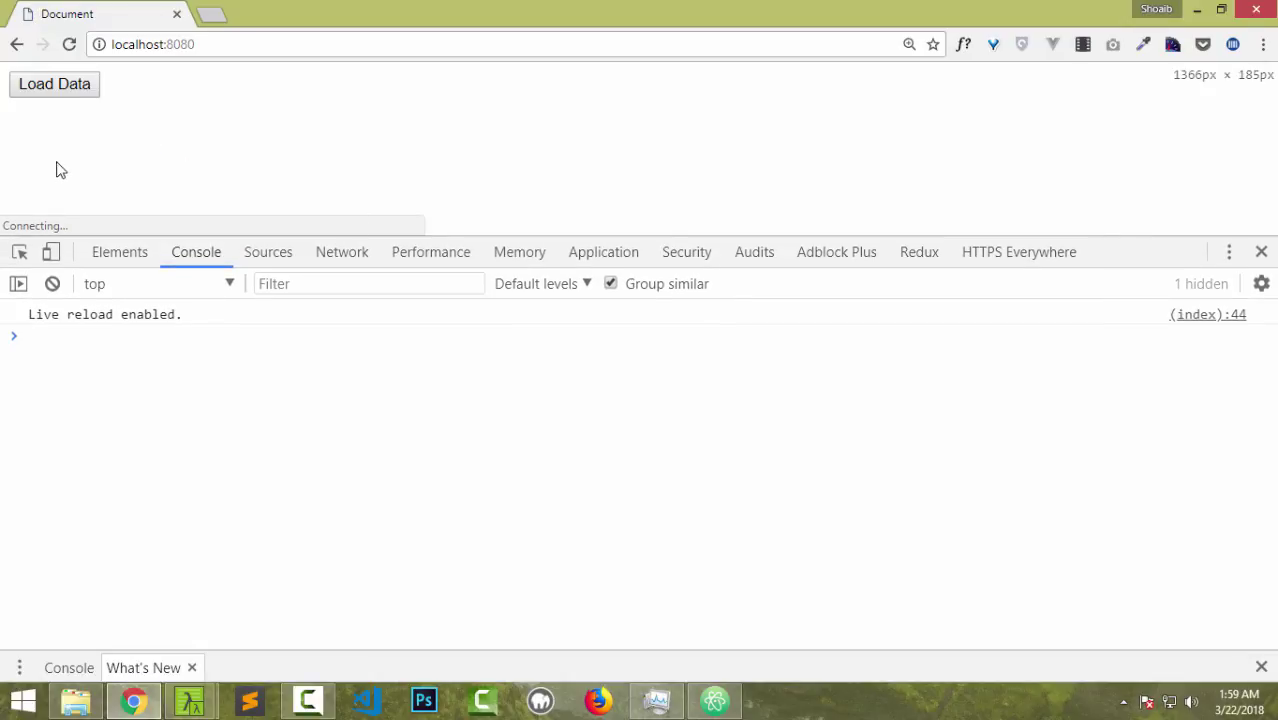 Document
Shoaib
localhost:8080
f?
Load Data
1366px × 185px
Connecting...
Elements Console Sources Network Performance Memory Application Security Audits Adblock Plus Redux HTTPS Everywhere
top Filter Default levels Group similar 1 hidden
Live reload enabled. (index):44
Console What's New
Ps
1:59 AM
3/22/2018